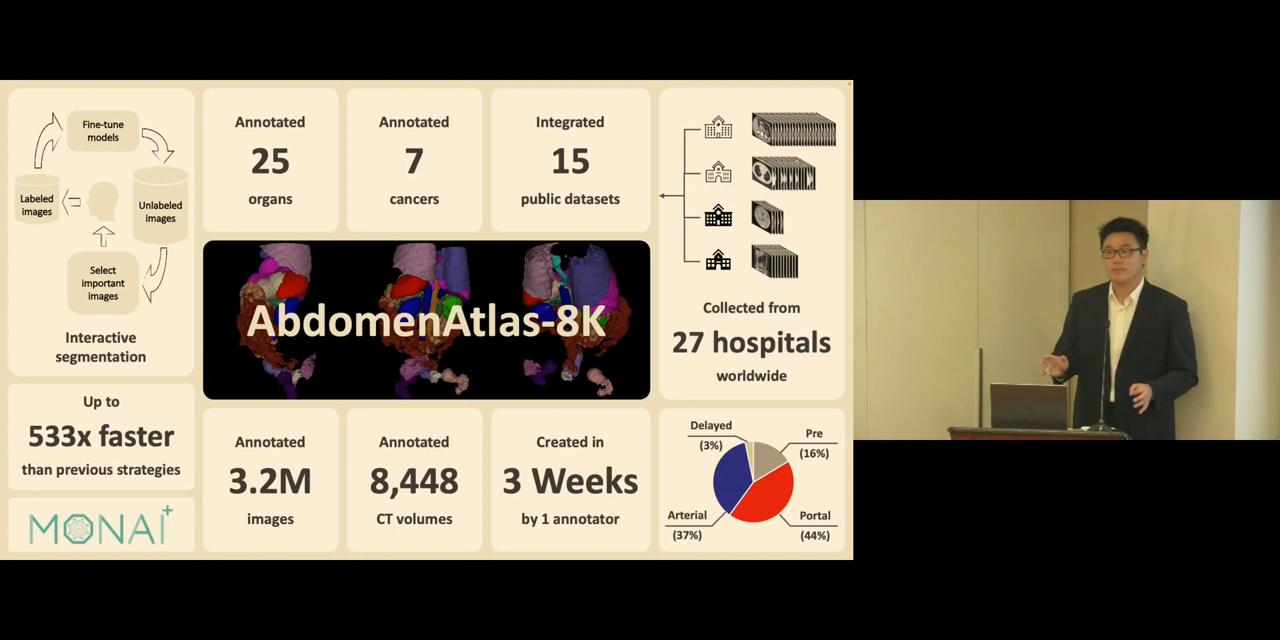 Fine-tune
models
Labeled
images
Unlabeled
images
Select
important
images
Interactive
segmentation
Up to
533x faster
than previous strategies
MONAI+
Annotated
25
organs
Annotated
7
cancers
Integrated
15
public datasets
AbdomenAtlas-8K
Annotated
3.2M
images
Annotated
8,448
CT volumes
Created in
3 Weeks
by 1 annotator
Collected from
27 hospitals
worldwide
Delayed
(3%)
Pre
(16%)
Arterial
(37%)
Portal
(44%)